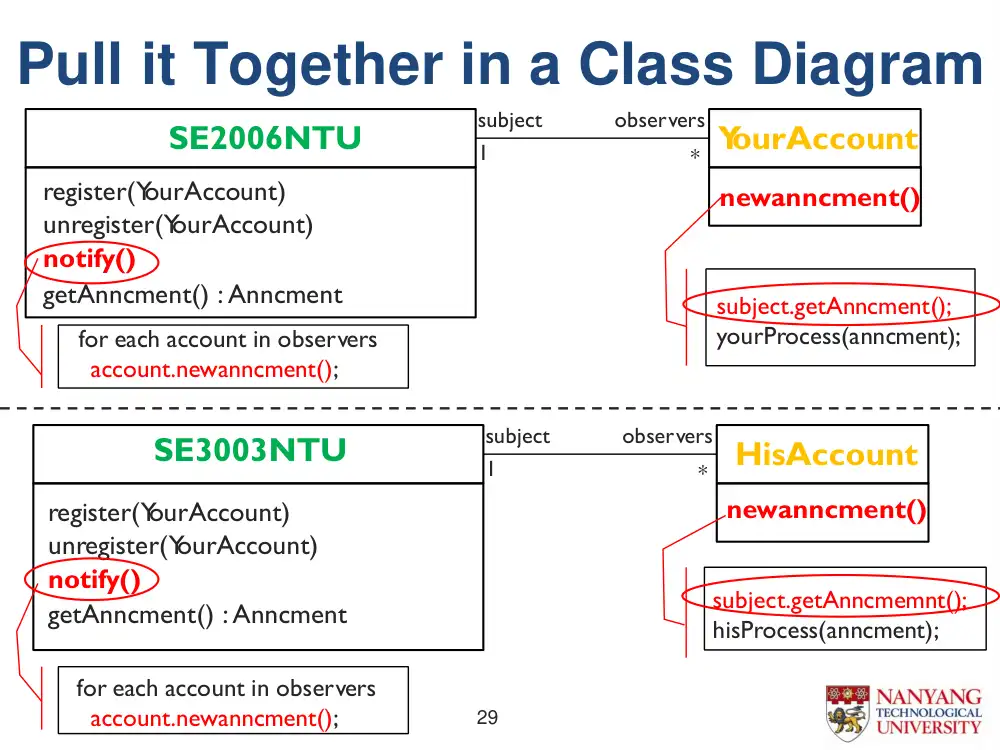 Pull it Together in a Class Diagram
SE2006NTU
subject
observers
1
*
YourAccount
register(YourAccount)
unregister(YourAccount)
notify()
getAnncment() : Anncment
newanncment()
for each account in observers
account.newanncment();
subject.getAnncment();
yourProcess(anncment);
SE3003NTU
subject
observers
1
*
HisAccount
register(YourAccount)
unregister(YourAccount)
notify()
getAnncment() : Anncment
newanncment()
for each account in observers
account.newanncment();
subject.getAnncmemnt();
hisProcess(anncment);
29
NANYANG
TECHNOLOGICAL
UNIVERSITY